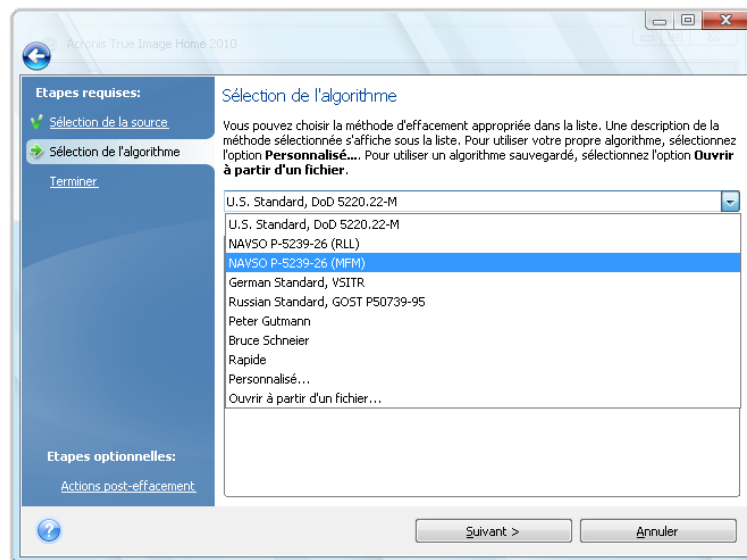 Acronis True Image Home 2010
Etapes requises:
Sélection de la source
Sélection de l'algorithme
Terminer
Etapes optionnelles:
Actions post-effacement
Sélection de l'algorithme
Vous pouvez choisir la méthode d'effacement appropriée dans la liste. Une description de la
méthode sélectionnée s'affiche sous la liste. Pour utiliser votre propre algorithme, sélectionnez
l'option Personnalisé.... Pour utiliser un algorithme sauvegardé, sélectionnez l'option Ouvrir
à partir d'un fichier.
U.S. Standard, DoD 5220.22-M
U.S. Standard, DoD 5220.22-M
NAVSO P-5239-26 (RLL)
NAVSO P-5239-26 (MFM)
German Standard, VSITR
Russian Standard, GOST P50739-95
Peter Gutmann
Bruce Schneier
Rapide
Personnalisé...
Ouvrir à partir d'un fichier...
Suivant >
Annuler